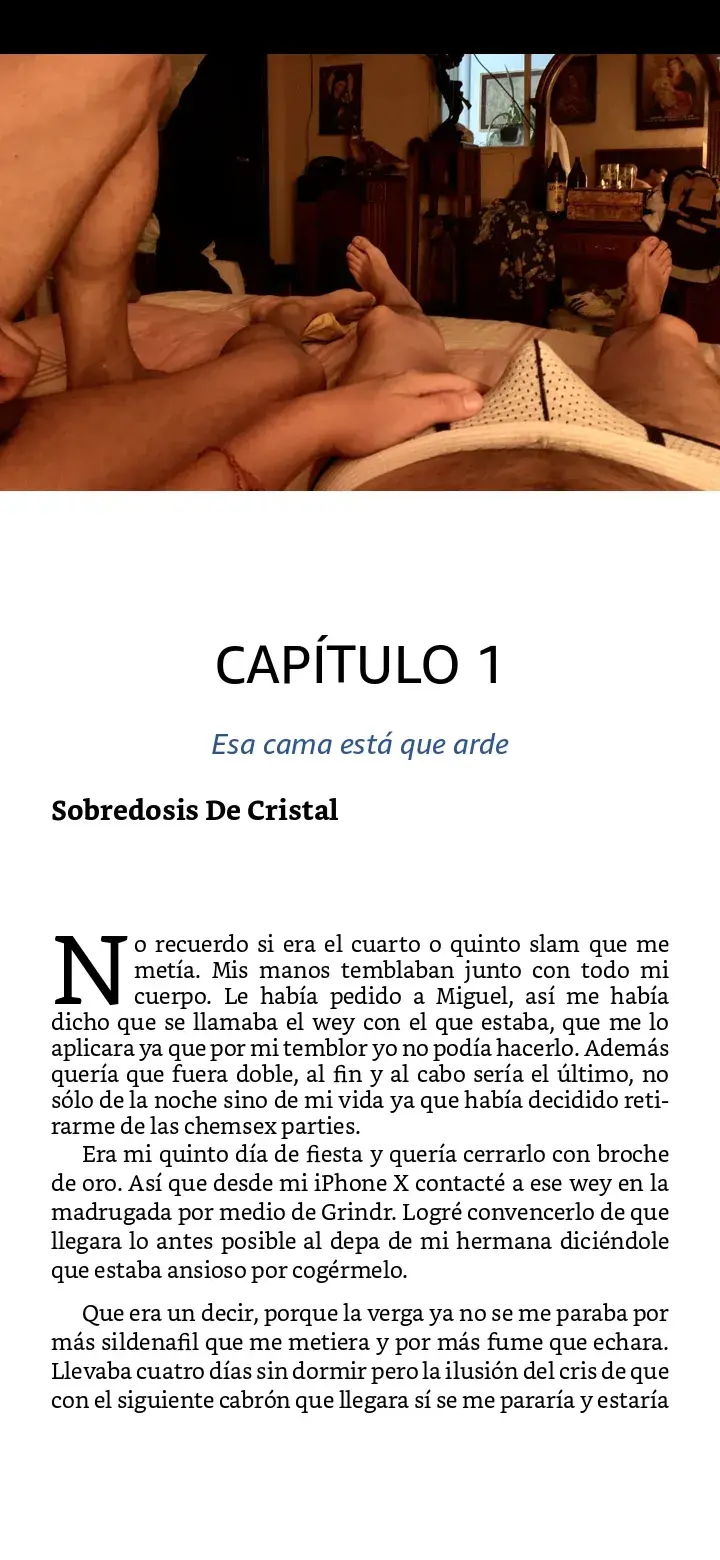 CAPÍTULO 1
Esa cama está que arde
Sobredosis De Cristal
No recuerdo si era el cuarto o quinto slam que me
metía. Mis manos temblaban junto con todo mi
cuerpo. Le había pedido a Miguel, así me había
dicho que se llamaba el wey con el que estaba, que me lo
aplicara ya que por mi temblor yo no podía hacerlo. Además
quería que fuera doble, al fin y al cabo sería el último, no
sólo de la noche sino de mi vida ya que había decidido reti-
rarme de las chemsex parties.
Era mi quinto día de fiesta y quería cerrarlo con broche
de oro. Así que desde mi iPhone X contacté a ese wey en la
madrugada por medio de Grindr. Logré convencerlo de que
llegara lo antes posible al depa de mi hermana diciéndole
que estaba ansioso por cogérmelo.
Que era un decir, porque la verga ya no se me paraba por
más sildenafil que me metiera y por más fume que echara.
Llevaba cuatro días sin dormir pero la ilusión del cris de que
con el siguiente cabrón que llegara sí se me pararía y estaría